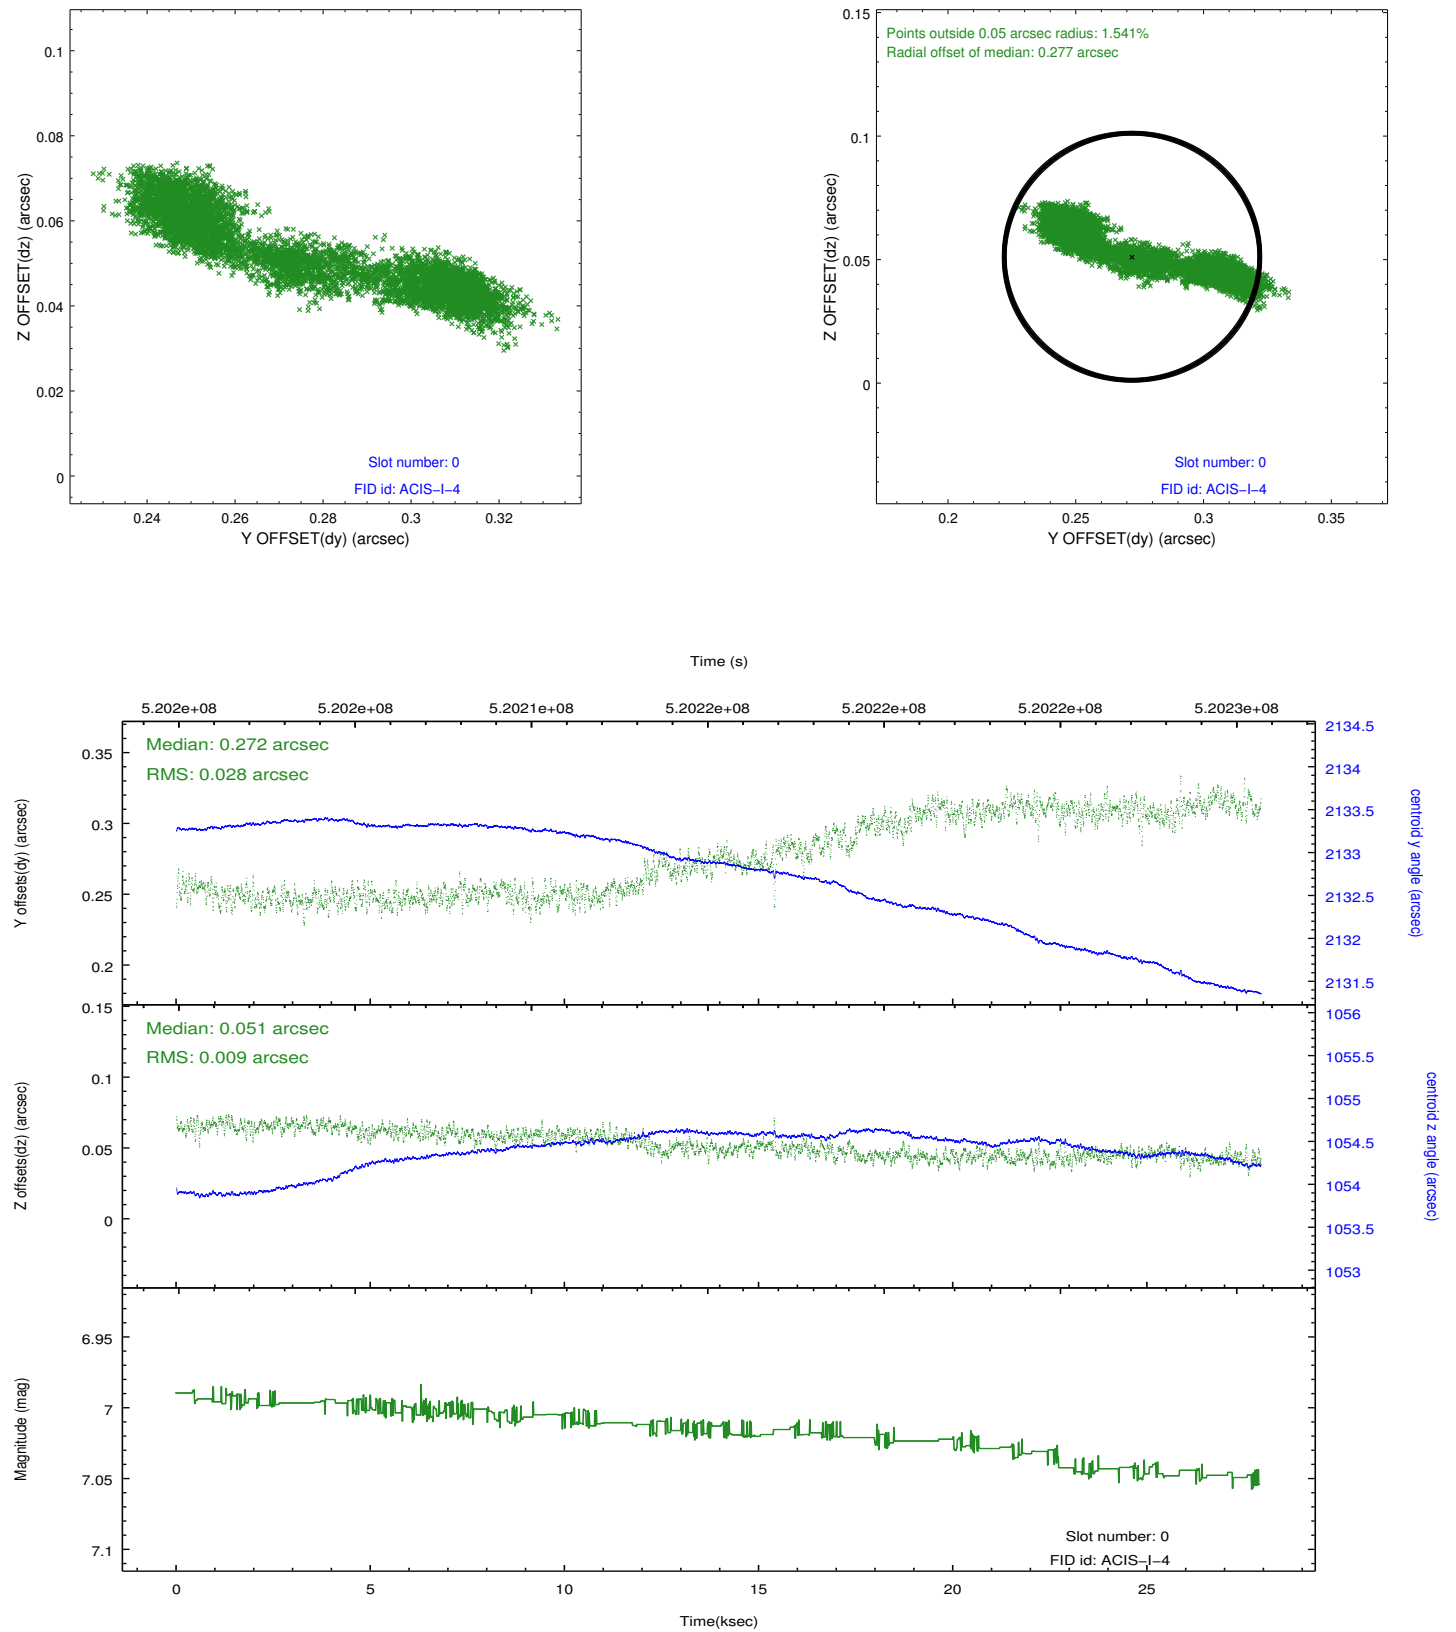 0.1
0.08
0.06
0.04
0.02
0
Z OFFSET(dz) (arcsec)
0.24 0.26 0.28 0.3 0.32
Y OFFSET(dy) (arcsec)
Slot number: 0
FID id: ACIS−I−4
Points outside 0.05 arcsec radius: 1.541%
Radial offset of median: 0.277 arcsec
0.15
0.1
0.05
0
Z OFFSET(dz) (arcsec)
0.2 0.25 0.3 0.35
Y OFFSET(dy) (arcsec)
Slot number: 0
FID id: ACIS−I−4
Time (s)
5.202e+08 5.202e+08 5.2021e+08 5.2022e+08 5.2022e+08 5.2022e+08 5.2023e+08
Median: 0.272 arcsec
RMS: 0.028 arcsec
0.35
0.3
0.25
0.2
Y offsets(dy) (arcsec)
2134.5
2134
2133.5
2133
2132.5
2132
2131.5
centroid y angle (arcsec)
Median: 0.051 arcsec
RMS: 0.009 arcsec
0.15
0.1
0.05
0
Z offsets(dz) (arcsec)
1056
1055.5
1055
1054.5
1054
1053.5
1053
centroid z angle (arcsec)
6.95
7
7.05
7.1
Magnitude (mag)
Slot number: 0
FID id: ACIS−I−4
0 5 10 15 20 25
Time(ksec)